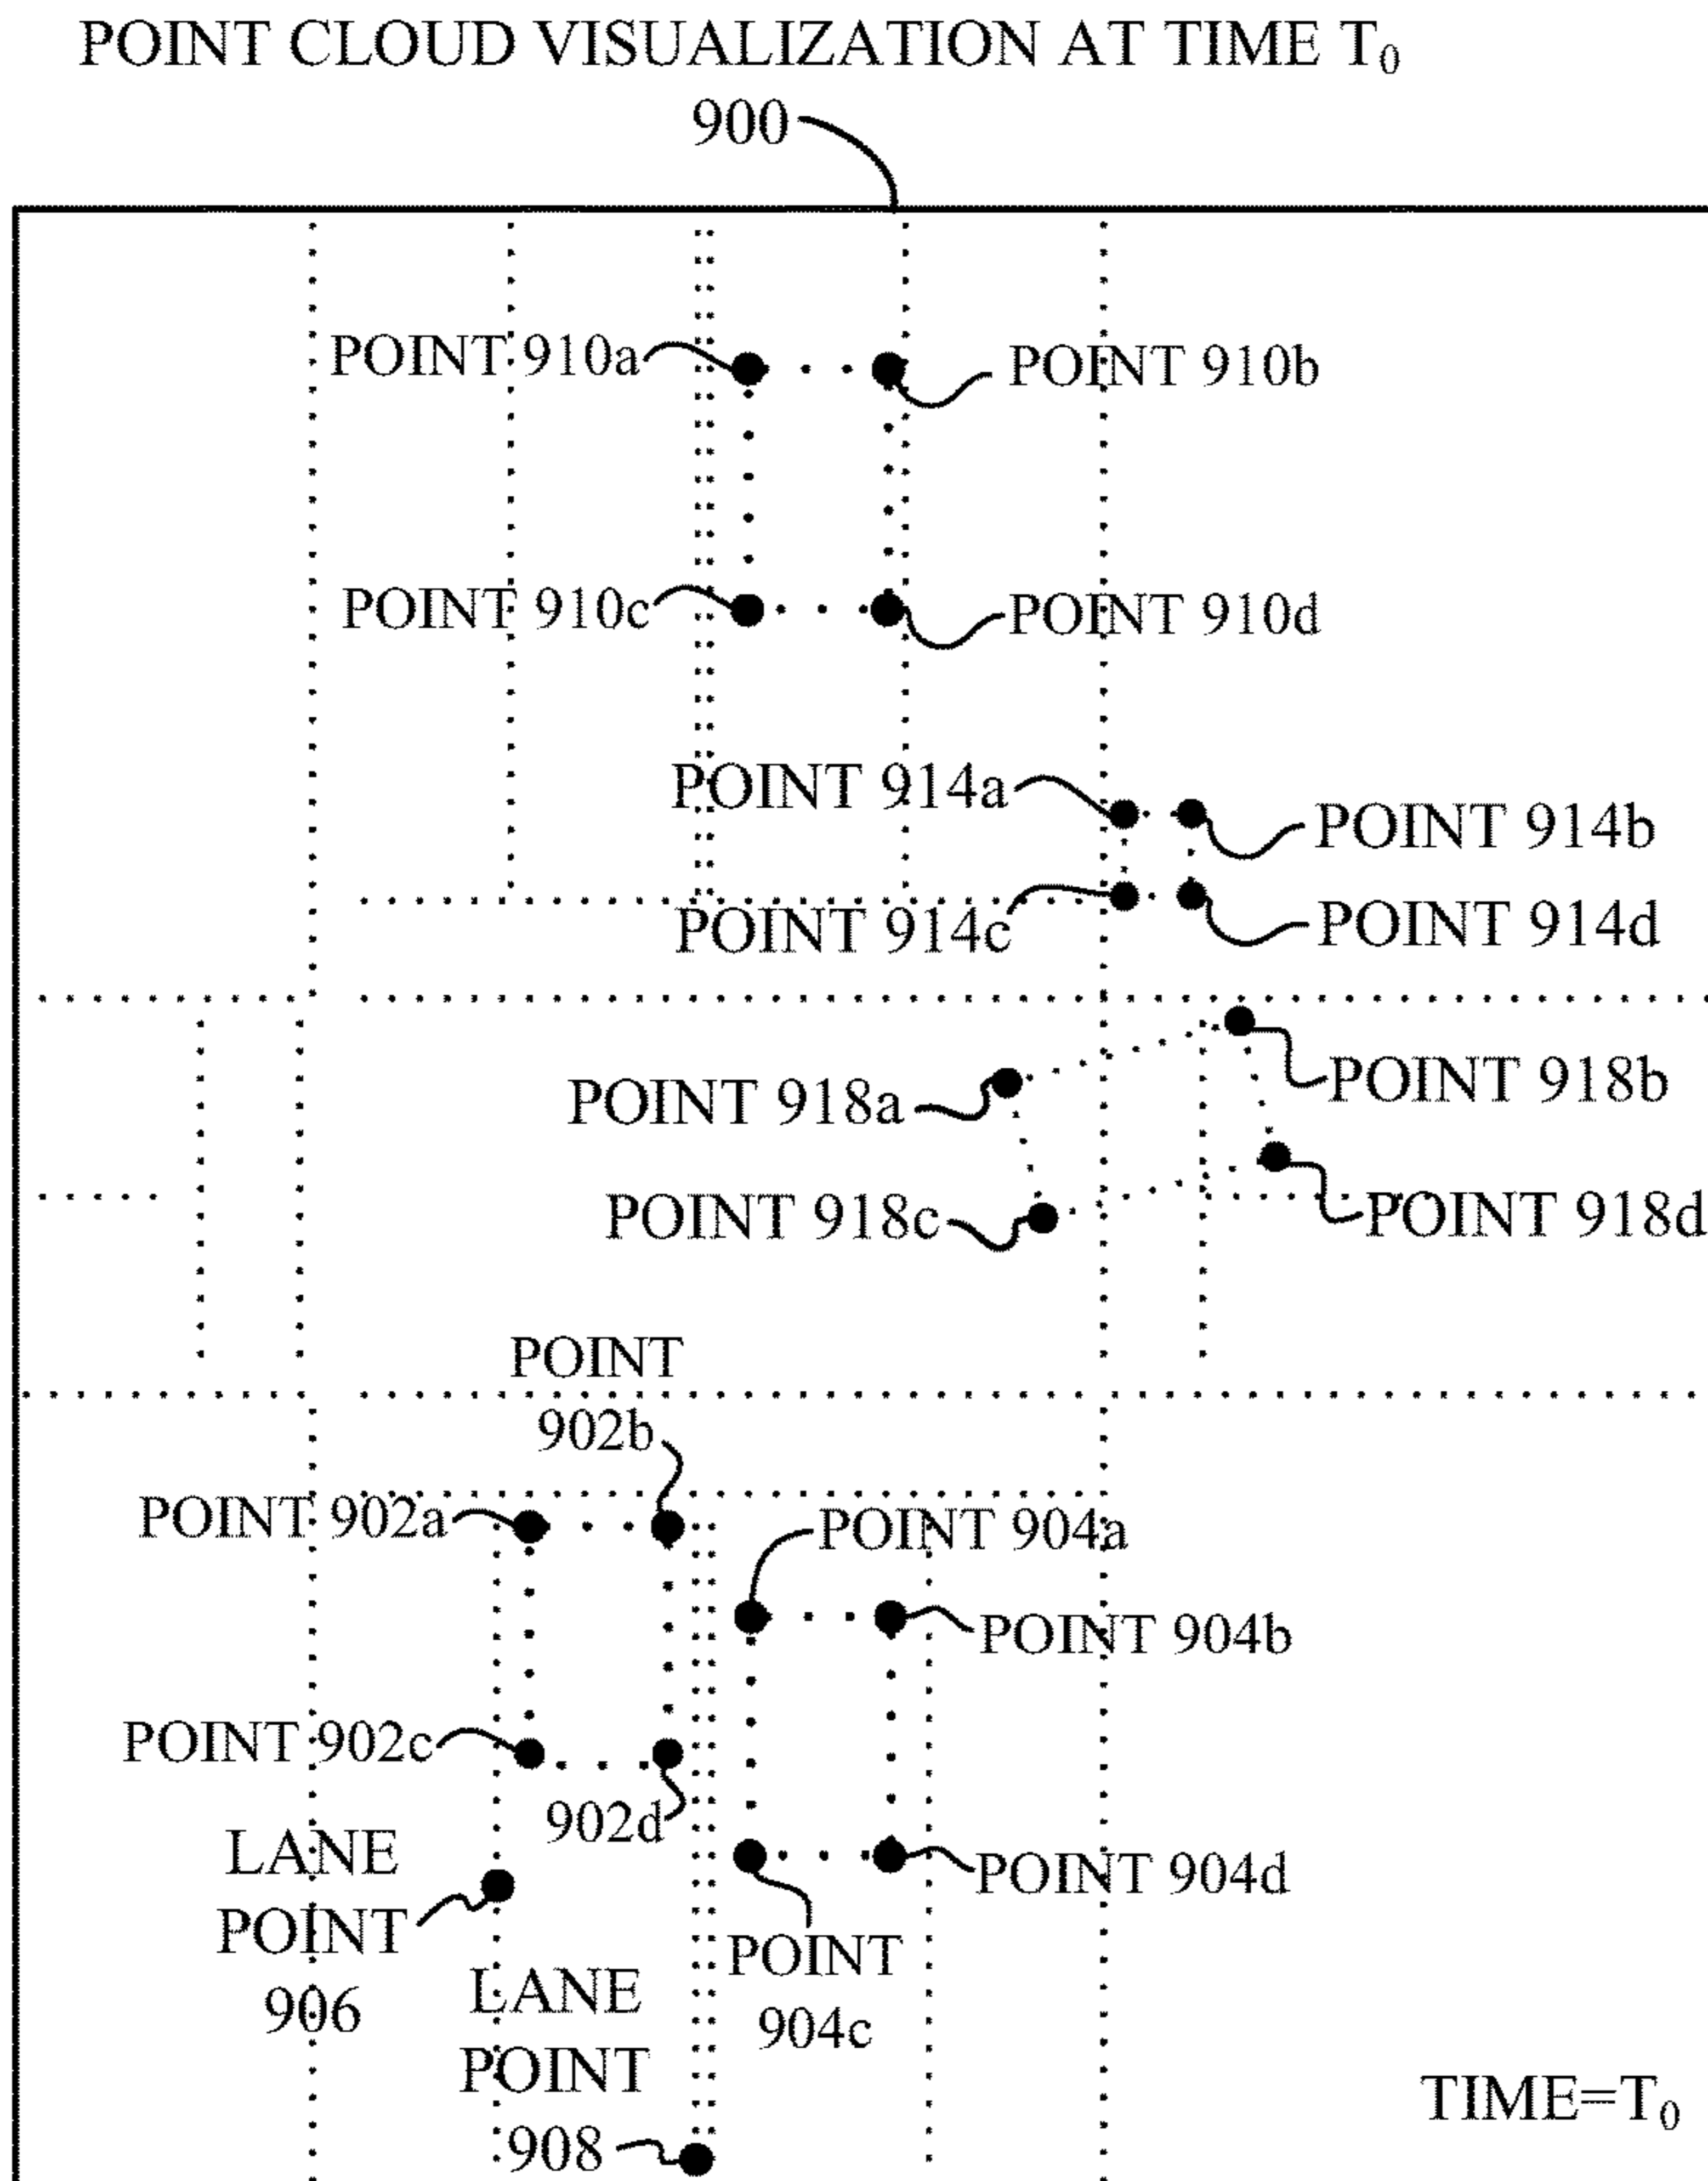 POINT CLOUD VISUALIZATION AT TIME T₀
900
POINT 910a
POINT 910b
POINT 910c
POINT 910d
POINT 914a
POINT 914b
POINT 914c
POINT 914d
POINT 918a
POINT 918b
POINT 918c
POINT 918d
POINT
902b
POINT 902a
POINT 904a
POINT 904b
POINT 902c
902d
LANE
POINT
906
POINT 904d
POINT
904c
LANE
POINT
908
TIME=T₀